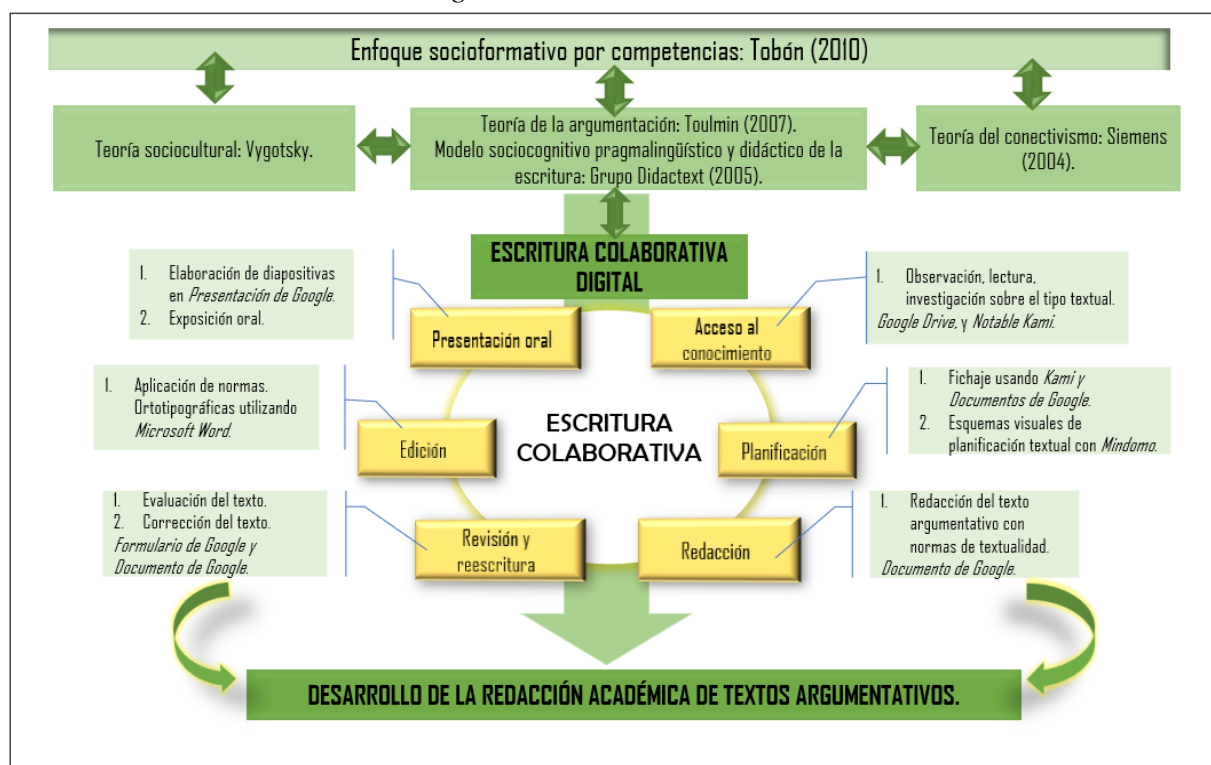 Enfoque socioformativo por competencias: Tobón (2010)
Teoría sociocultural: Vygotsky.
Teoría de la argumentación: Toulmin (2007).
Modelo sociocognitivo pragmalingüístico y didáctico de la
escritura: Grupo Didactext (2005).
Teoría del conectivismo: Siemens
(2004).
ESCRITURA COLABORATIVA
DIGITAL
1. Elaboración de diapositivas
en Presentación de Google.
2. Exposición oral.
Presentación oral
Acceso al
conocimiento
1. Observación, lectura,
investigación sobre el tipo textual.
Google Drive, y Notable Kami.
1. Aplicación de normas.
Ortotipográficas utilizando
Microsoft Word.
Edición
ESCRITURA
COLABORATIVA
Planificación
1. Fichaje usando Kami y
Documentos de Google.
2. Esquemas visuales de
planificación textual con Mindomo.
1. Evaluación del texto.
2. Corrección del texto.
Formulario de Google y
Documento de Google.
Revisión y
reescritura
Redacción
1. Redacción del texto
argumentativo con
normas de textualidad.
Documento de Google.
DESARROLLO DE LA REDACCIÓN ACADÉMICA DE TEXTOS ARGUMENTATIVOS.